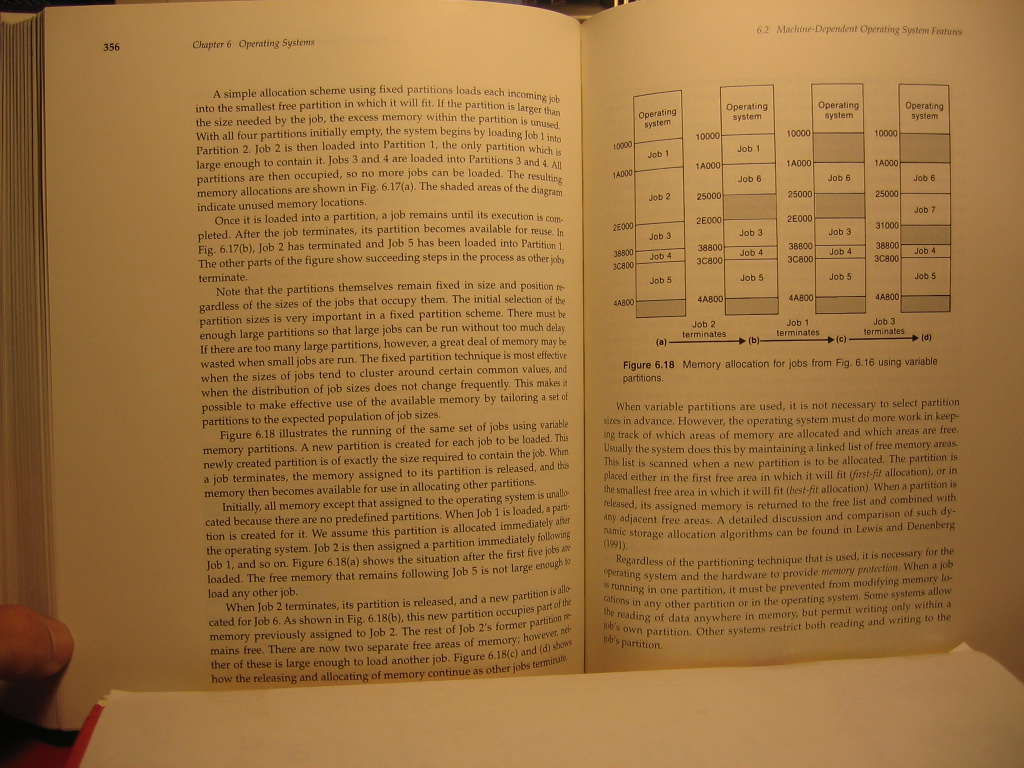 356
Chapter 6 Operating Systems
A simple allocation scheme using fixed partitions loads each incoming job
into the smallest free partition in which it will fit. If the partition is larger than
the size needed by the job, the excess memory within the partition is unused.
With all four partitions initially empty, the system begins by loading Job 1 into
Partition 2. Job 2 is then loaded into Partition 1, the only partition which is
large enough to contain it. Jobs 3 and 4 are loaded into Partitions 3 and 4. All
partitions are then occupied, so no more jobs can be loaded. The resulting
memory allocations are shown in Fig. 6.17(a). The shaded areas of the diagram
indicate unused memory locations.
Once it is loaded into a partition, a job remains until its execution is com-
pleted. After the job terminates, its partition becomes available for reuse. In
Fig. 6.17(b), Job 2 has terminated and Job 5 has been loaded into Partition 1.
The other parts of the figure show succeeding steps in the process as other jobs
terminate.
Note that the partitions themselves remain fixed in size and position re-
gardless of the sizes of the jobs that occupy them. The initial selection of the
partition sizes is very important in a fixed partition scheme. There must be
enough large partitions so that large jobs can be run without too much delay.
If there are too many large partitions, however, a great deal of memory may be
wasted when small jobs are run. The fixed partition technique is most effective
when the sizes of jobs tend to cluster around certain common values, and
when the distribution of job sizes does not change frequently. This makes it
possible to make effective use of the available memory by tailoring a set of
partitions to the expected population of job sizes.
Figure 6.18 illustrates the running of the same set of jobs using variable
memory partitions. A new partition is created for each job to be loaded. This
newly created partition is of exactly the size required to contain the job. When
a job terminates, the memory assigned to its partition is released, and this
memory then becomes available for use in allocating other partitions.
Initially, all memory except that assigned to the operating system is unallo-
cated because there are no predefined partitions. When Job 1 is loaded, a parti-
tion is created for it. We assume this partition is allocated immediately after
the operating system. Job 2 is then assigned a partition immediately following
Job 1, and so on. Figure 6.18(a) shows the situation after the first five jobs are
loaded. The free memory that remains following Job 5 is not large enough to
load any other job.
When Job 2 terminates, its partition is released, and a new partition is allo-
cated for Job 6. As shown in Fig. 6.18(b), this new partition occupies part of the
memory previously assigned to Job 2. The rest of Job 2's former partition re-
mains free. There are now two separate free areas of memory; however, nei-
ther of these is large enough to load another job. Figure 6.18(c) and (d) shows
how the releasing and allocating of memory continue as other jobs terminate.
6.2 Machine-Dependent Operating System Features
Operating
system
10000
Job 1
1A000
Job 2
2E000
Job 3
38800
Job 4
3C800
Job 5
4A800
Operating
system
10000
Job 1
1A000
Job 6
25000
2E000
Job 3
38800
Job 4
3C800
Job 5
4A800
Operating
system
10000
1A000
Job 6
25000
2E000
Job 3
38800
Job 4
3C800
Job 5
4A800
Operating
system
10000
1A000
Job 6
25000
Job 7
31000
38800
Job 4
3C800
Job 5
4A800
(a)
Job 2
terminates
(b)
Job 1
terminates
(c)
Job 3
terminates
(d)
Figure 6.18 Memory allocation for jobs from Fig. 6.16 using variable
partitions.
When variable partitions are used, it is not necessary to select partition
sizes in advance. However, the operating system must do more work in keep-
ing track of which areas of memory are allocated and which areas are free.
Usually the system does this by maintaining a linked list of free memory areas.
This list is scanned when a new partition is to be allocated. The partition is
placed either in the first free area in which it will fit (first-fit allocation), or in
the smallest free area in which it will fit (best-fit allocation). When a partition is
released, its assigned memory is returned to the free list and combined with
any adjacent free areas. A detailed discussion and comparison of such dy-
namic storage allocation algorithms can be found in Lewis and Denenberg
(1991).
Regardless of the partitioning technique that is used, it is necessary for the
operating system and the hardware to provide memory protection. When a job
is running in one partition, it must be prevented from modifying memory lo-
cations in any other partition or in the operating system. Some systems allow
the reading of data anywhere in memory, but permit writing only within a
job's own partition. Other systems restrict both reading and writing to the
job's partition.